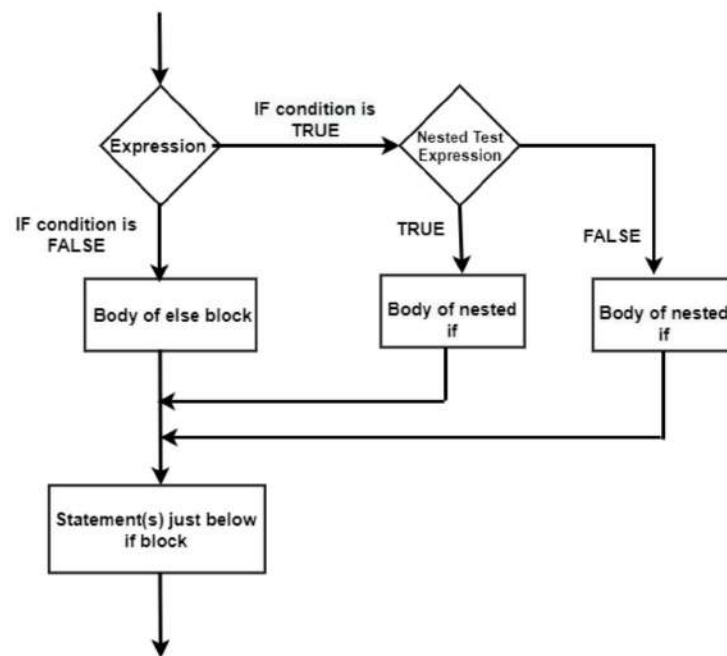 IF condition is
TRUE
Expression
Nested Test
Expression
IF condition is
FALSE
TRUE
FALSE
Body of else block
Body of nested
if
Body of nested
if
Statement(s) just below
if block